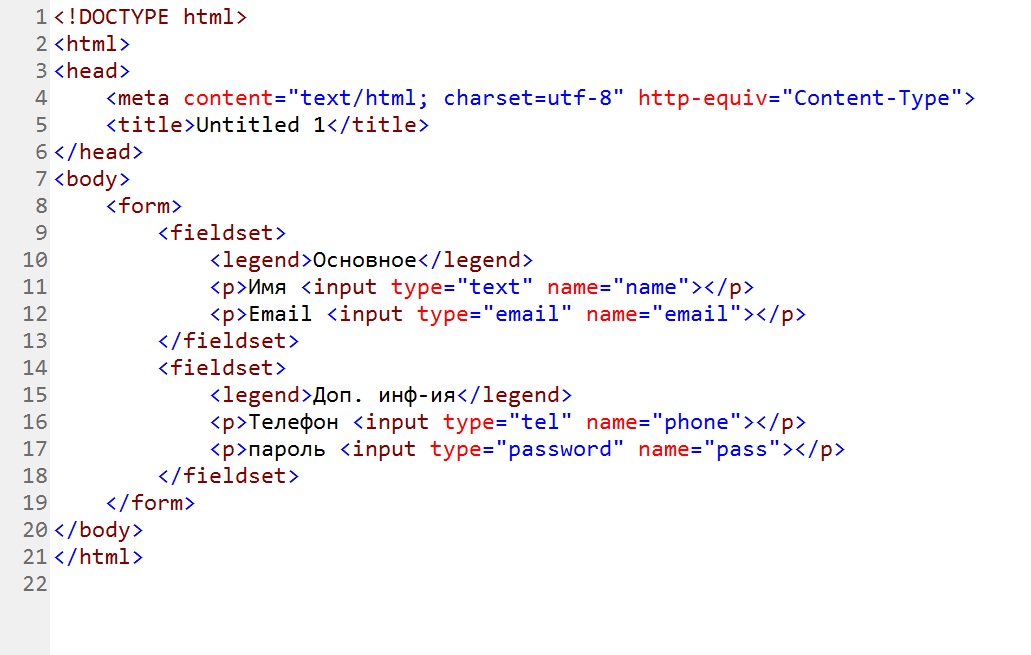 1 <!DOCTYPE html>
2 <html>
3 <head>
4     <meta content="text/html; charset=utf-8" http-equiv="Content-Type">
5     <title>Untitled 1</title>
6 </head>
7 <body>
8     <form>
9         <fieldset>
10             <legend>Основное</legend>
11             <p>Имя <input type="text" name="name"></p>
12             <p>Email <input type="email" name="email"></p>
13         </fieldset>
14         <fieldset>
15             <legend>Доп. инф-ия</legend>
16             <p>Телефон <input type="tel" name="phone"></p>
17             <p>пароль <input type="password" name="pass"></p>
18         </fieldset>
19     </form>
20 </body>
21 </html>
22